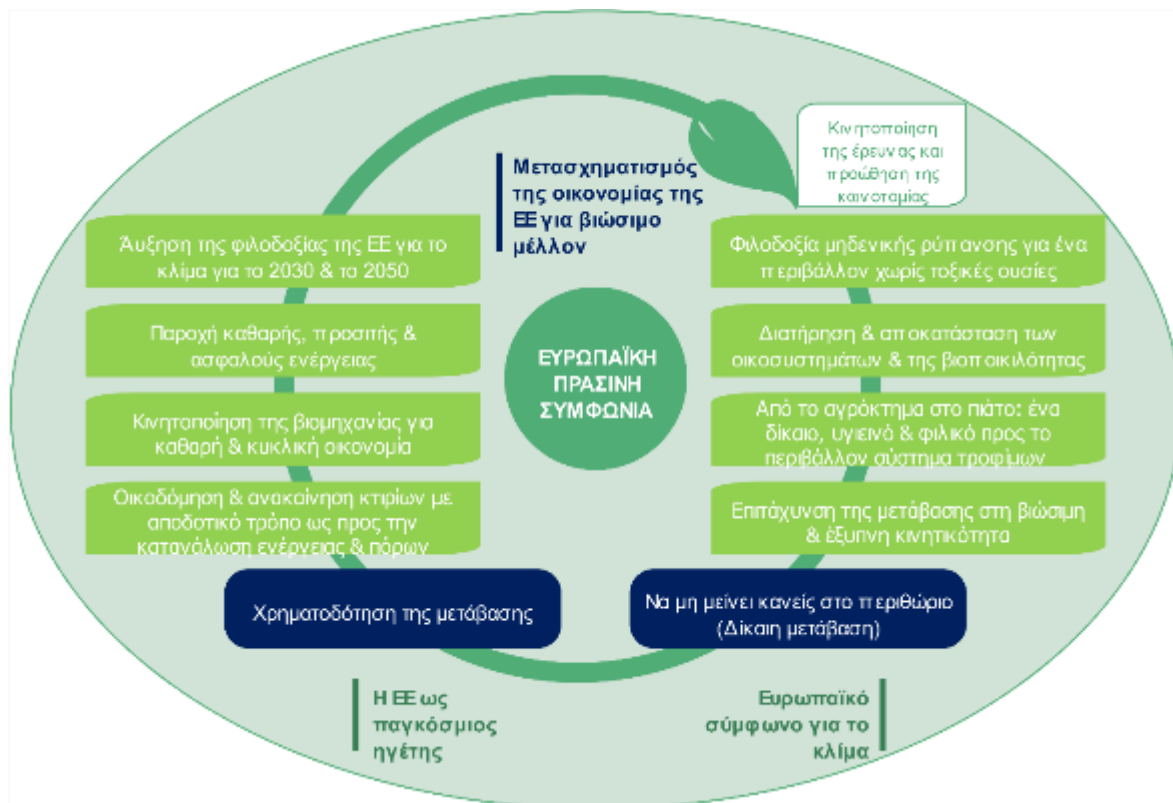 Κινητοποίηση
της έρευνας και
προώθηση της
καινοτομίας
Μετασχηματισμός
της οικονομίας της
ΕΕ για βιώσιμο
μέλλον
Άυξηση της φιλοδοξίας της ΕΕ για το
κλίμα για το 2030 & το 2050
Παροχή καθαρής, προσιτής &
ασφαλούς ενέργειας
Κινητοποίηση της βιομηχανίας για
καθαρή & κυκλική οικονομία
Οικοδόμηση & ανακαίνιση κτιρίων με
αποδοτικό τρόπο ως προς την
κατανάλωση ενέργειας & πόρων
ΕΥΡΩΠΑΪΚΗ
ΠΡΑΣΙΝΗ
ΣΥΜΦΩΝΙΑ
Φιλοδοξία μηδενικής ρύπανσης για ένα
περιβάλλον χωρίς τοξικές ουσίες
Διατήρηση & αποκατάσταση των
οικοσυστημάτων & της βιοποικιλότητας
Από το αγρόκτημα στο πιάτο: ένα
δίκαιο, υγιεινό & φιλικό προς το
περιβάλλον σύστημα τροφίμων
Επιτάχυνση της μετάβασης στη βιώσιμη
& έξυπνη κινητικότητα
Χρηματοδότηση της μετάβασης
Να μη μείνει κανείς στο περιθώριο
(Δίκαιη μετάβαση)
Η ΕΕ ως
παγκόσμιος
ηγέτης
Ευρωπαϊκό
σύμφωνο για το
κλίμα